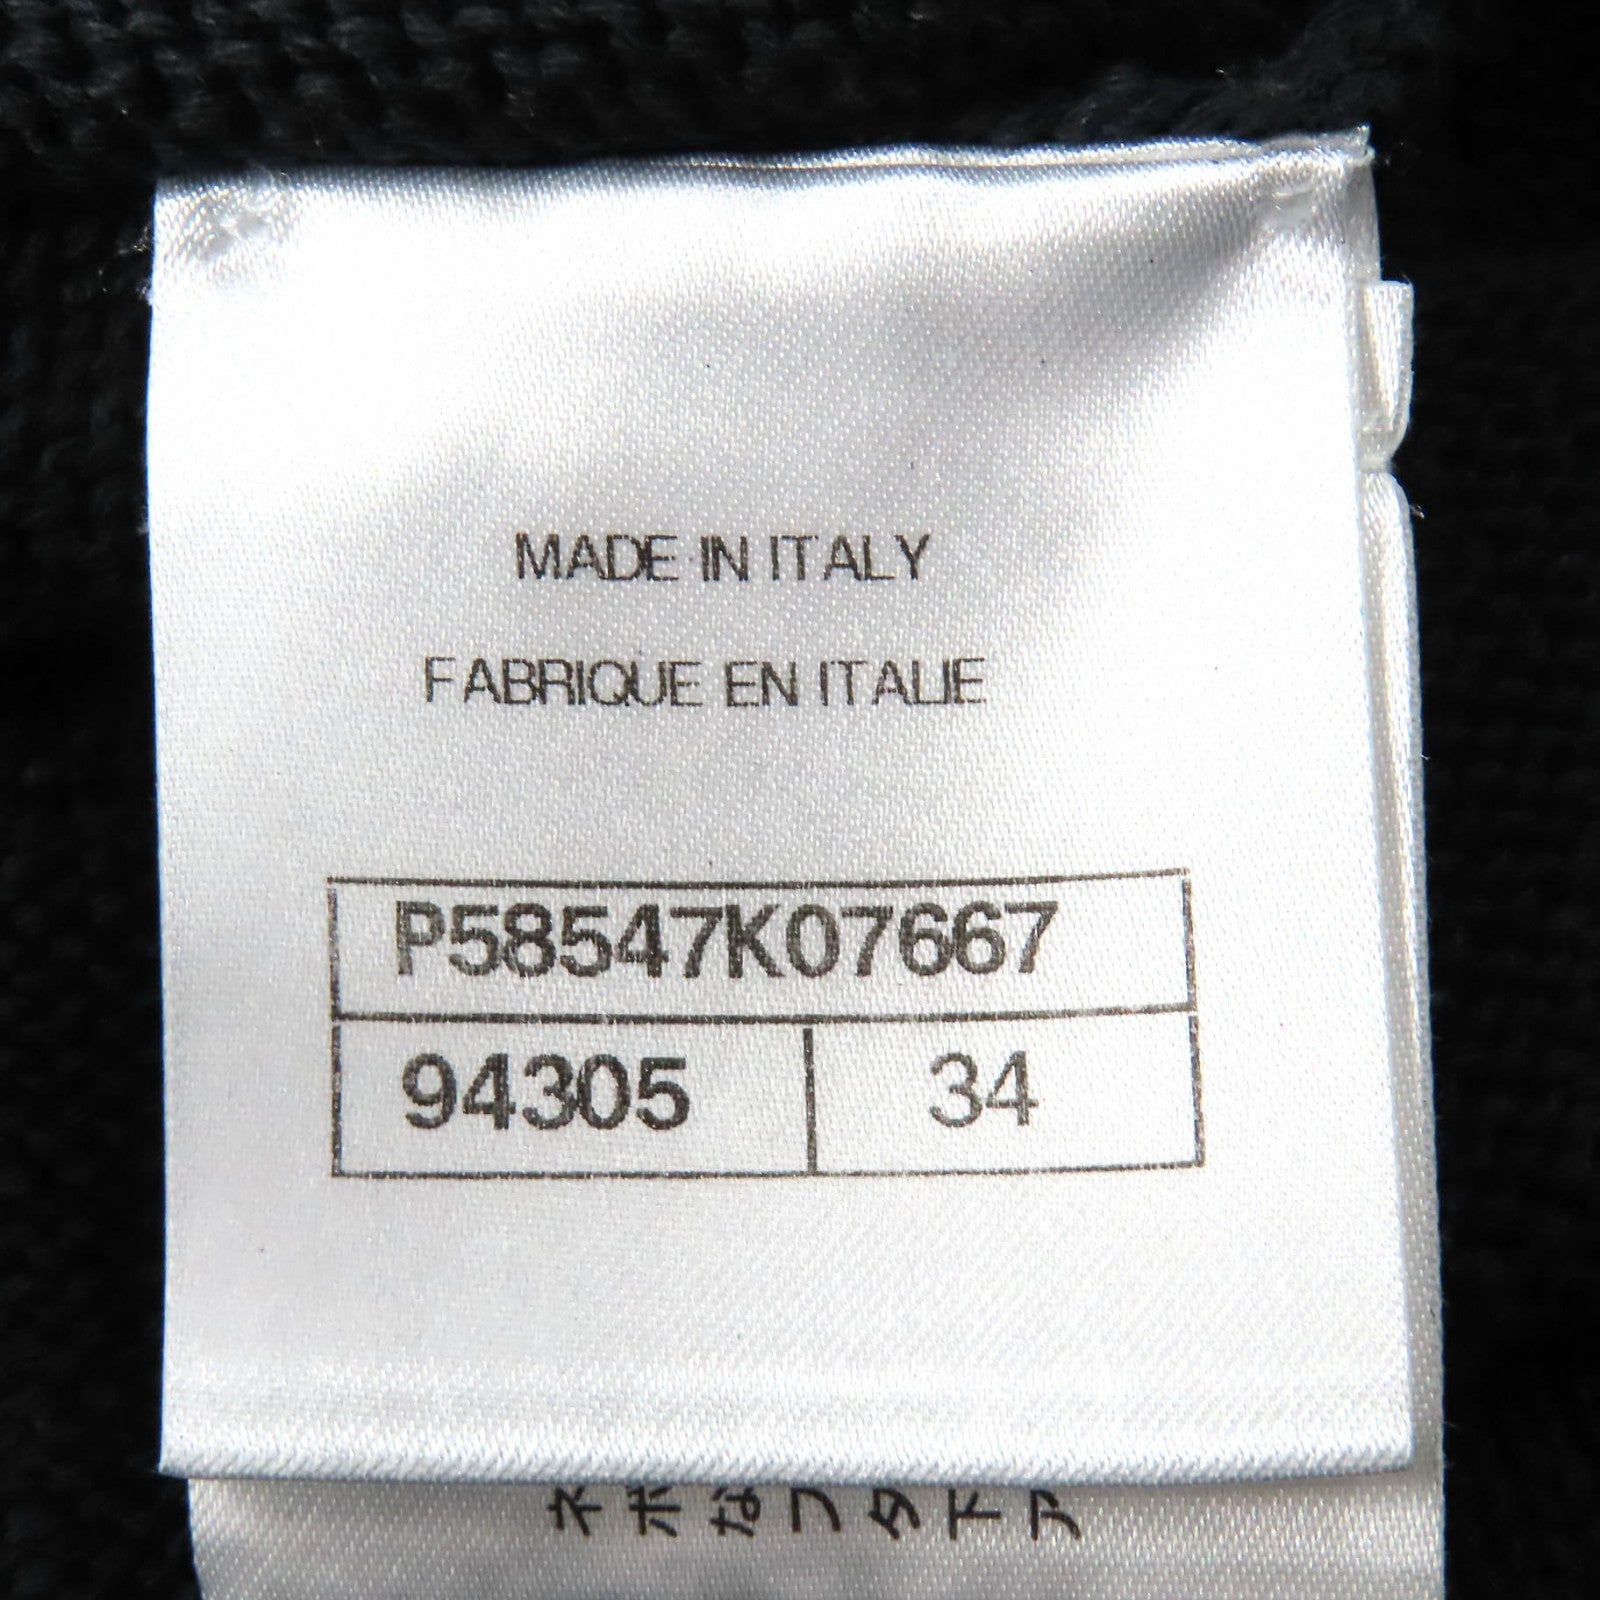 MADE IN ITALY
FABRIQUE EN ITALIE
P58547K07667
94305 34